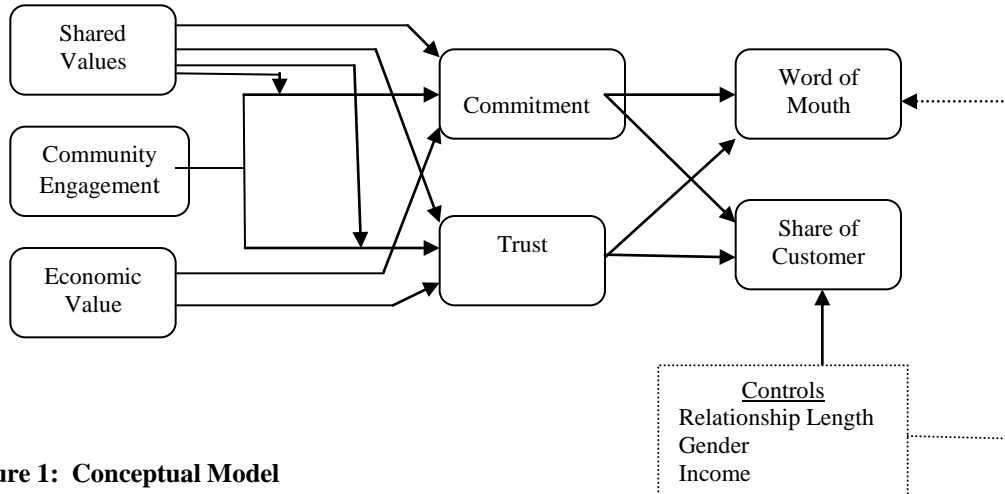 Shared
Values
Community
Engagement
Economic
Value
Commitment
Trust
Word of
Mouth
Share of
Customer
Controls
Relationship Length
Gender
Income
ure 1: Conceptual Model